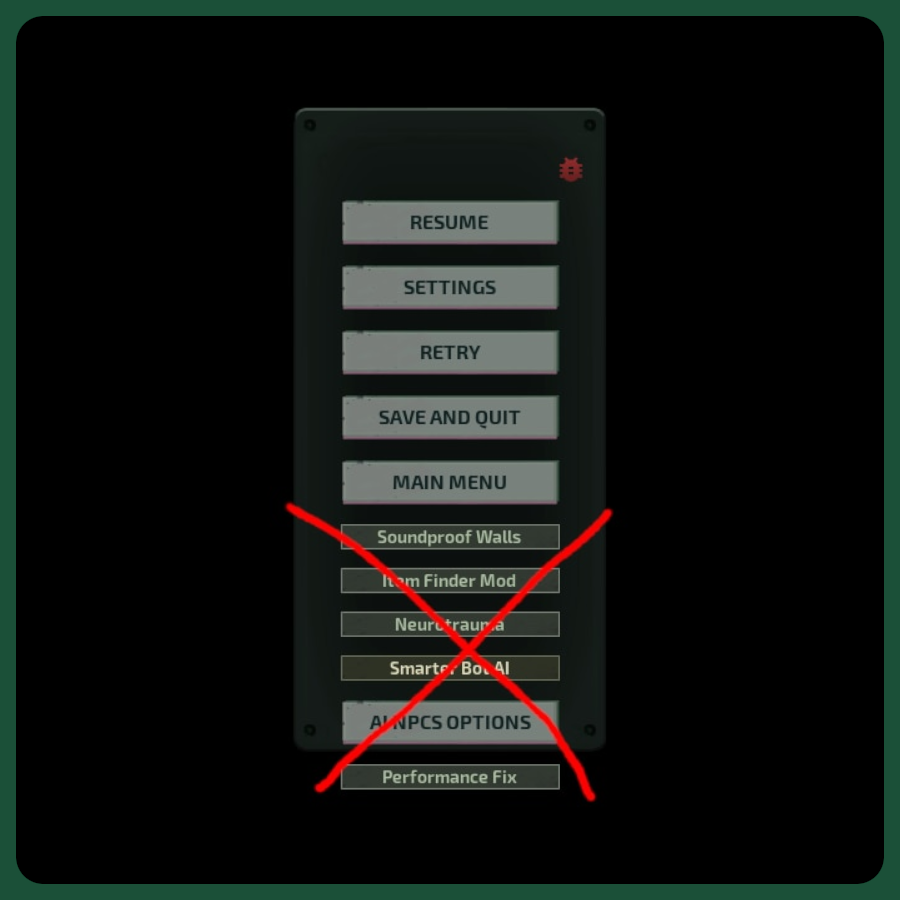 RESUME
SETTINGS
RETRY
SAVE AND QUIT
MAIN MENU
Soundproof Walls
Item Finder Mod
Neurotrauma
Smarter Bot AI
AI NPCS OPTIONS
Performance Fix